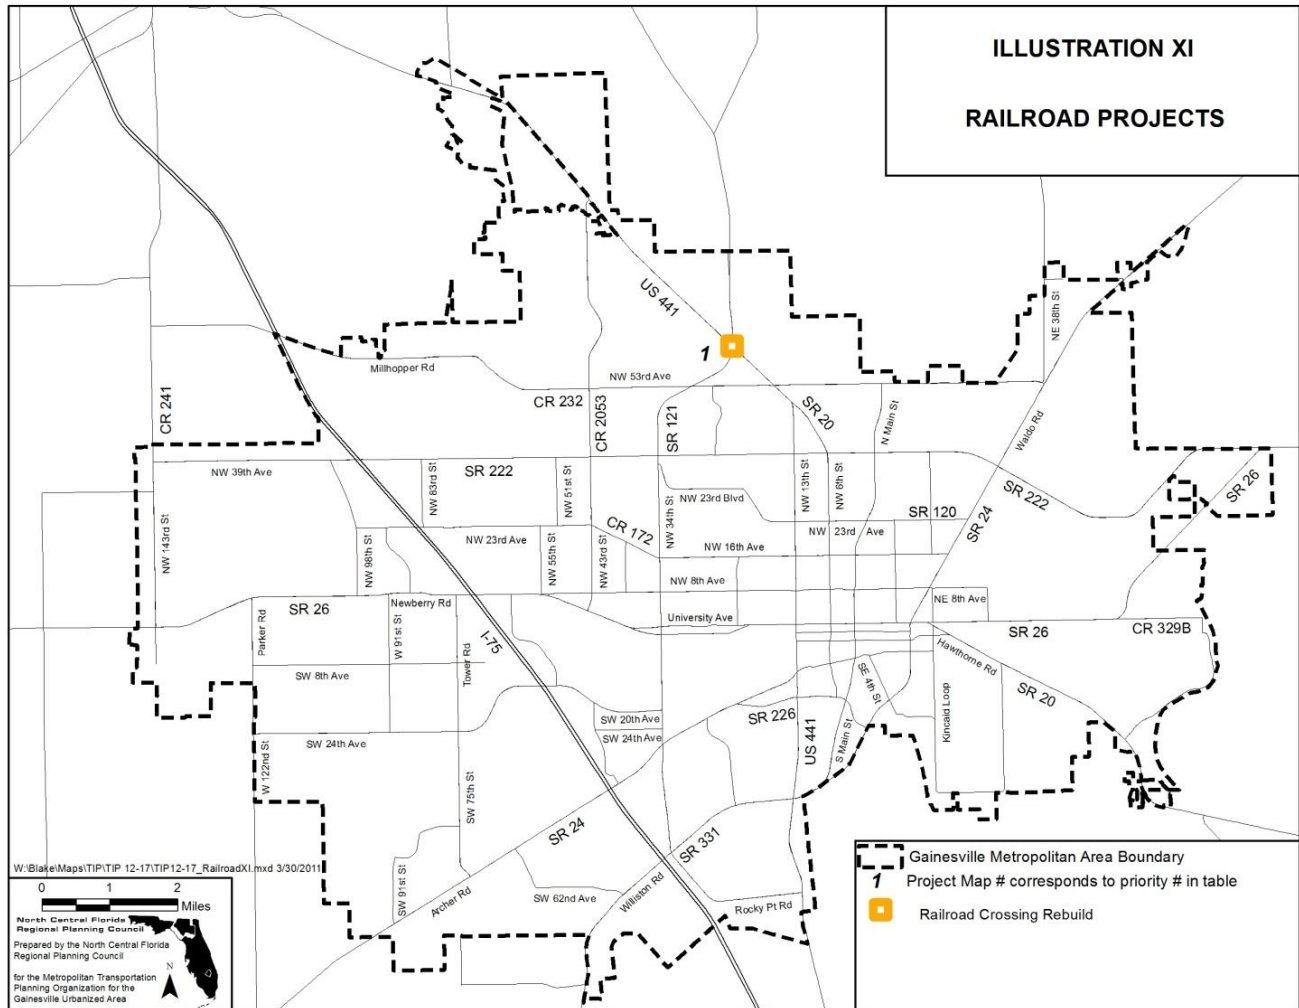 ILLUSTRATION XI
RAILROAD PROJECTS
US 441
NE 38th St
1
Millhopper Rd
NW 53rd Ave
CR 241
CR 232
CR 2053
SR 121
SR 20
N Main St
Waldo Rd
NW 39th Ave
NW 83rd St
SR 222
NW 51st St
NW 34th St
NW 23rd Blvd
NW 13th St
NW 6th St
SR 120
SR 24
SR 222
SR 26
NW 143rd St
NW 98th St
NW 23rd Ave
NW 55th St
NW 43rd St
CR 172
NW 16th Ave
NW 23rd Ave
NW 8th Ave
SR 26
Newberry Rd
University Ave
NE 8th Ave
SR 26
CR 329B
Parker Rd
W 91st St
Tower Rd
I-75
Hawthorne Rd
SW 8th Ave
SE 4th St
Kincaid Loop
SR 20
SW 20th Ave
SR 226
SW 24th Ave
SW 24th Ave
US 441
S Main St
W 122nd St
SW 75th St
SR 24
SR 331
SW 91st St
Archer Rd
SW 62nd Ave
Williston Rd
Rocky Pt Rd
W:\Blake\Maps\TIP\TIP 12-17\TIP12-17_RailroadXI.mxd 3/30/2011
0 1 2
Miles
North Central Florida
Regional Planning Council
Prepared by the North Central Florida
Regional Planning Council
N
for the Metropolitan Transportation
Planning Organization for the
Gainesville Urbanized Area
Gainesville Metropolitan Area Boundary
1 Project Map # corresponds to priority # in table
Railroad Crossing Rebuild